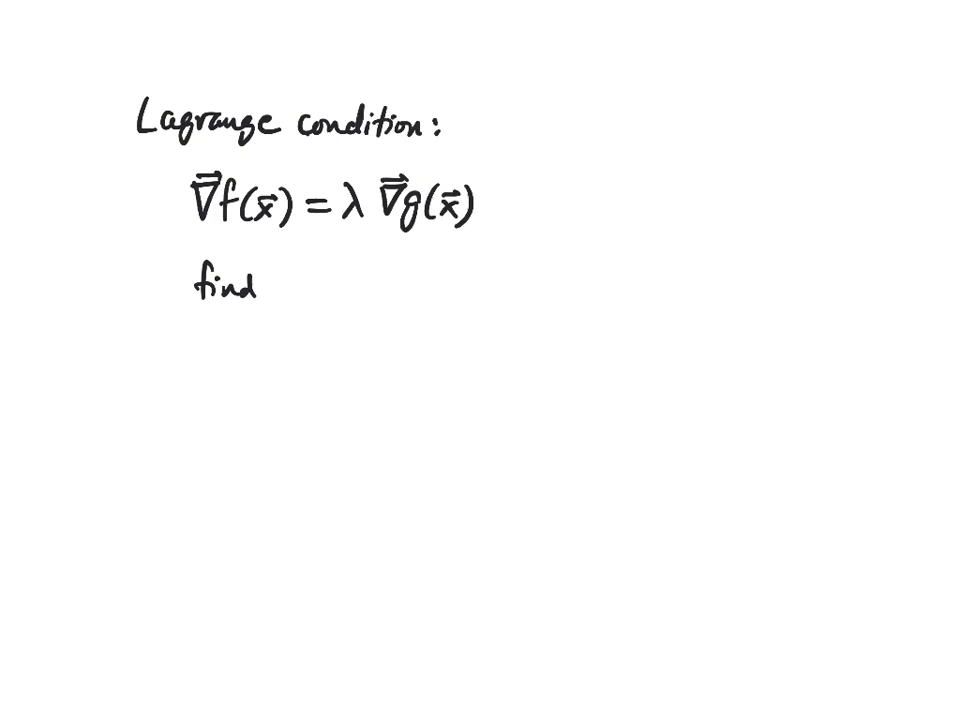 Lagrange condition:
∇⃗f(x⃗) = λ ∇⃗g(x⃗)
find